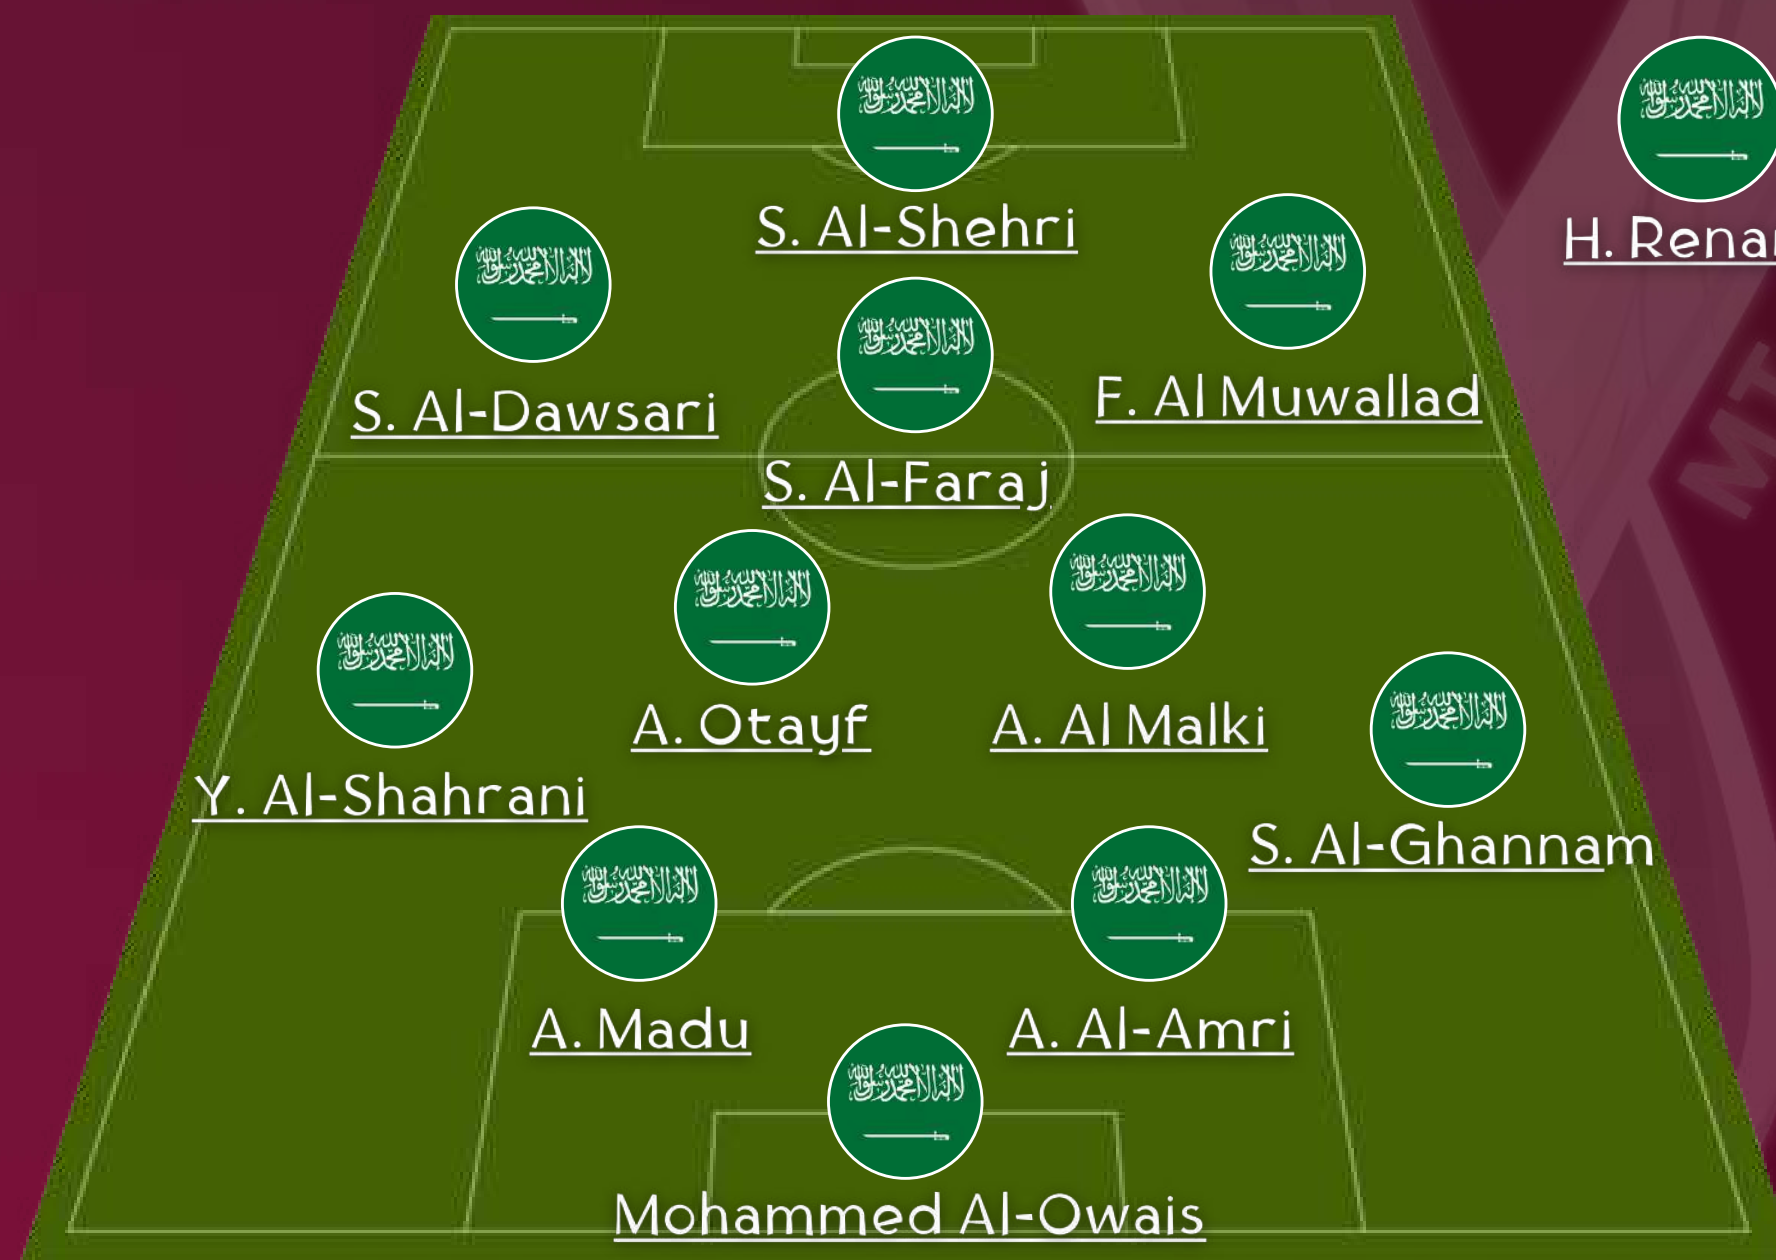 S. Al-Shehri
H. Renar
S. Al-Dawsari
F. Al Muwallad
S. Al-Faraj
A. Otayf
A. Al Malki
Y. Al-Shahrani
S. Al-Ghannam
A. Madu
A. Al-Amri
Mohammed Al-Owais